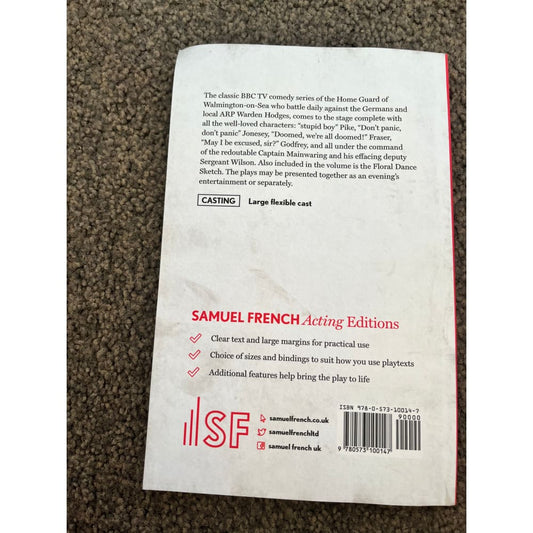 The classic BBC TV comedy series of the Home Guard of
Walmington-on-Sea who battle daily against the Germans and
local ARP Warden Hodges, comes to the stage complete with
all the well-loved characters: "stupid boy" Pike, "Don't panic,
don't panic" Jonesey, "Doomed, we're all doomed!" Fraser,
"May I be excused, sir?" Godfrey, and all under the command
of the redoutable Captain Mainwaring and his effacing deputy
Sergeant Wilson. Also included in the volume is the Floral Dance
Sketch. The plays may be presented together as an evening's
entertainment or separately.
CASTING Large flexible cast
SAMUEL FRENCH Acting Editions
Clear text and large margins for practical use
Choice of sizes and bindings to suit how you use playtexts
Additional features help bring the play to life
SF
samuelfrench.co.uk
samuelfrenchltd
samuel french uk
ISBN 978-0-573-10014-7
90000
9 780573 100147